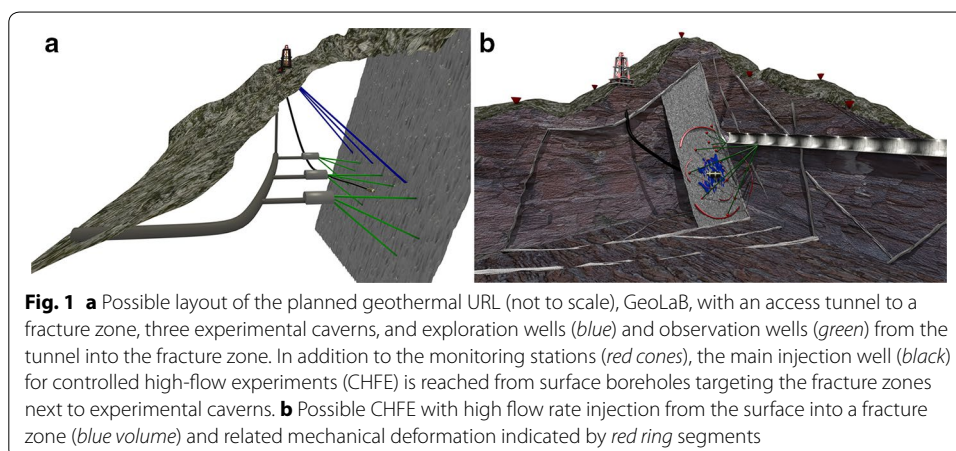 a
b
Fig. 1 a Possible layout of the planned geothermal URL (not to scale), GeoLaB, with an access tunnel to a
fracture zone, three experimental caverns, and exploration wells (blue) and observation wells (green) from the
tunnel into the fracture zone. In addition to the monitoring stations (red cones), the main injection well (black)
for controlled high-flow experiments (CHFE) is reached from surface boreholes targeting the fracture zones
next to experimental caverns. b Possible CHFE with high flow rate injection from the surface into a fracture
zone (blue volume) and related mechanical deformation indicated by red ring segments